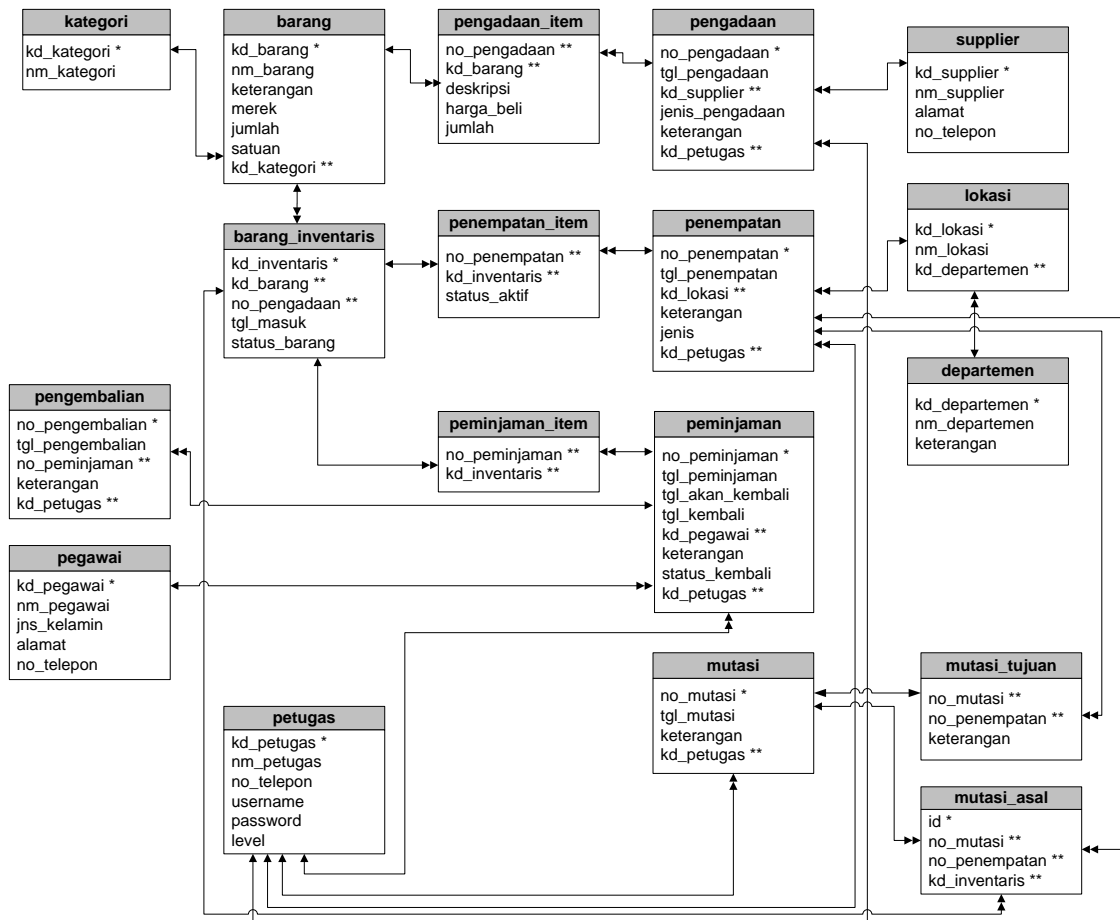 kategori
kd_kategori *
nm_kategori
barang
kd_barang *
nm_barang
keterangan
merek
jumlah
satuan
kd_kategori **
pengadaan_item
no_pengadaan **
kd_barang **
deskripsi
harga_beli
jumlah
pengadaan
no_pengadaan *
tgl_pengadaan
kd_supplier **
jenis_pengadaan
keterangan
kd_petugas **
supplier
kd_supplier *
nm_supplier
alamat
no_telepon
barang_inventaris
kd_inventaris *
kd_barang **
no_pengadaan **
tgl_masuk
status_barang
penempatan_item
no_penempatan **
kd_inventaris **
status_aktif
penempatan
no_penempatan *
tgl_penempatan
kd_lokasi **
keterangan
jenis
kd_petugas **
lokasi
kd_lokasi *
nm_lokasi
kd_departemen **
departemen
kd_departemen *
nm_departemen
keterangan
pengembalian
no_pengembalian *
tgl_pengembalian
no_peminjaman **
keterangan
kd_petugas **
peminjaman_item
no_peminjaman **
kd_inventaris **
peminjaman
no_peminjaman *
tgl_peminjaman
tgl_akan_kembali
tgl_kembali
kd_pegawai **
keterangan
status_kembali
kd_petugas **
pegawai
kd_pegawai *
nm_pegawai
jns_kelamin
alamat
no_telepon
petugas
kd_petugas *
nm_petugas
no_telepon
username
password
level
mutasi
no_mutasi *
tgl_mutasi
keterangan
kd_petugas **
mutasi_tujuan
no_mutasi **
no_penempatan **
keterangan
mutasi_asal
id *
no_mutasi **
no_penempatan **
kd_inventaris **